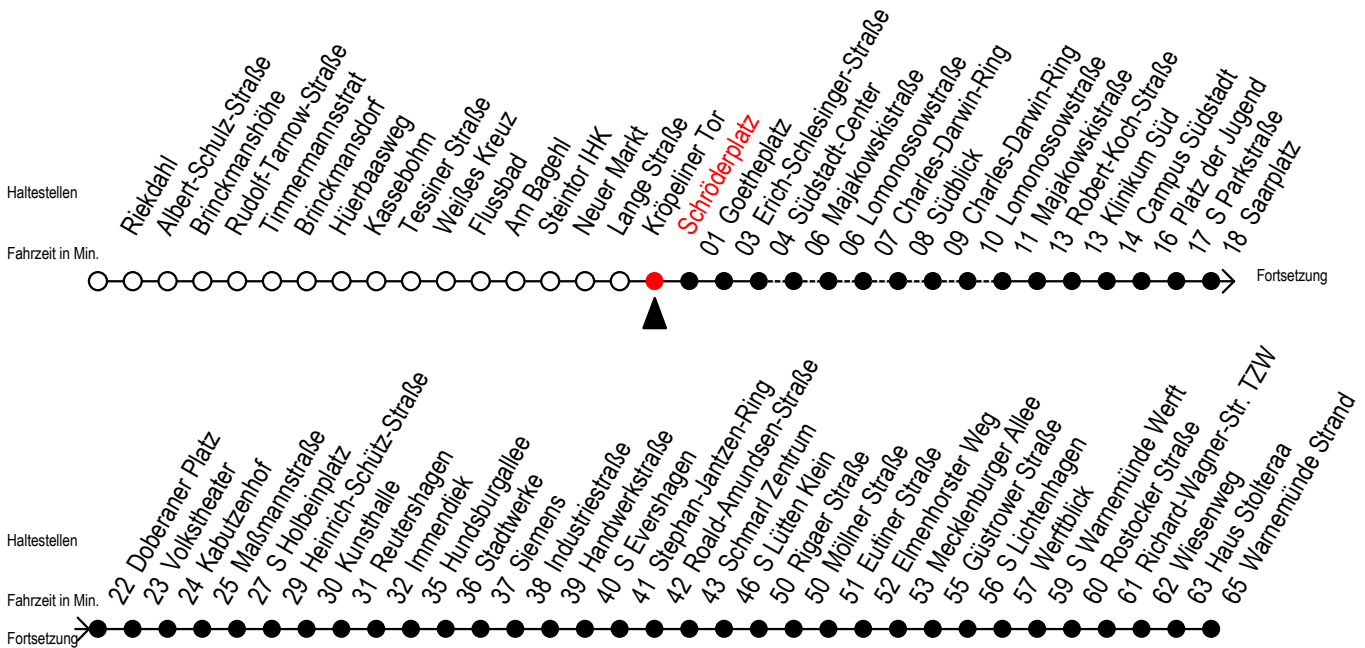 Haltestellen
Riekdahl
Albert-Schulz-Straße
Brinckmanshöhe
Rudolf-Tarnow-Straße
Timmermannsstrat
Brinckmansdorf
Hüerbaasweg
Kassebohm
Tessiner Straße
Weißes Kreuz
Flussbad
Am Bagehl
Steintor IHK
Neuer Markt
Lange Straße
Kröpeliner Tor
Schröderplatz
01 Goetheplatz
03 Erich-Schlesinger-Straße
04 Südstadt-Center
06 Majakowskistraße
06 Lomonossowstraße
07 Charles-Darwin-Ring
08 Südblick
09 Charles-Darwin-Ring
10 Lomonossowstraße
11 Majakowskistraße
13 Robert-Koch-Straße
13 Klinikum Süd
14 Campus Südstadt
16 Platz der Jugend
17 S Parkstraße
18 Saarplatz
Fahrzeit in Min.
Fortsetzung
Haltestellen
22 Doberaner Platz
23 Volkstheater
24 Kabutzenhof
25 Maßmannstraße
27 S Holbeinplatz
29 Heinrich-Schütz-Straße
30 Kunsthalle
31 Reutershagen
32 Immendiek
35 Hundsburgallee
36 Stadtwerke
37 Siemens
38 Industriestraße
39 Handwerkstraße
40 S Evershagen
41 Stephan-Jantzen-Ring
42 Roald-Amundsen-Straße
43 Schmarl Zentrum
46 S Lütten Klein
50 Rigaer Straße
50 Möllner Straße
51 Eutiner Straße
52 Elmenhorster Weg
53 Mecklenburger Allee
55 Güstrower Straße
56 S Lichtenhagen
57 Werftblick
59 S Warnemünde Werft
60 Rostocker Straße
61 Richard-Wagner-Str. TZW
62 Wiesenweg
63 Haus Stolteraa
65 Warnemünde Strand
Fahrzeit in Min.
Fortsetzung